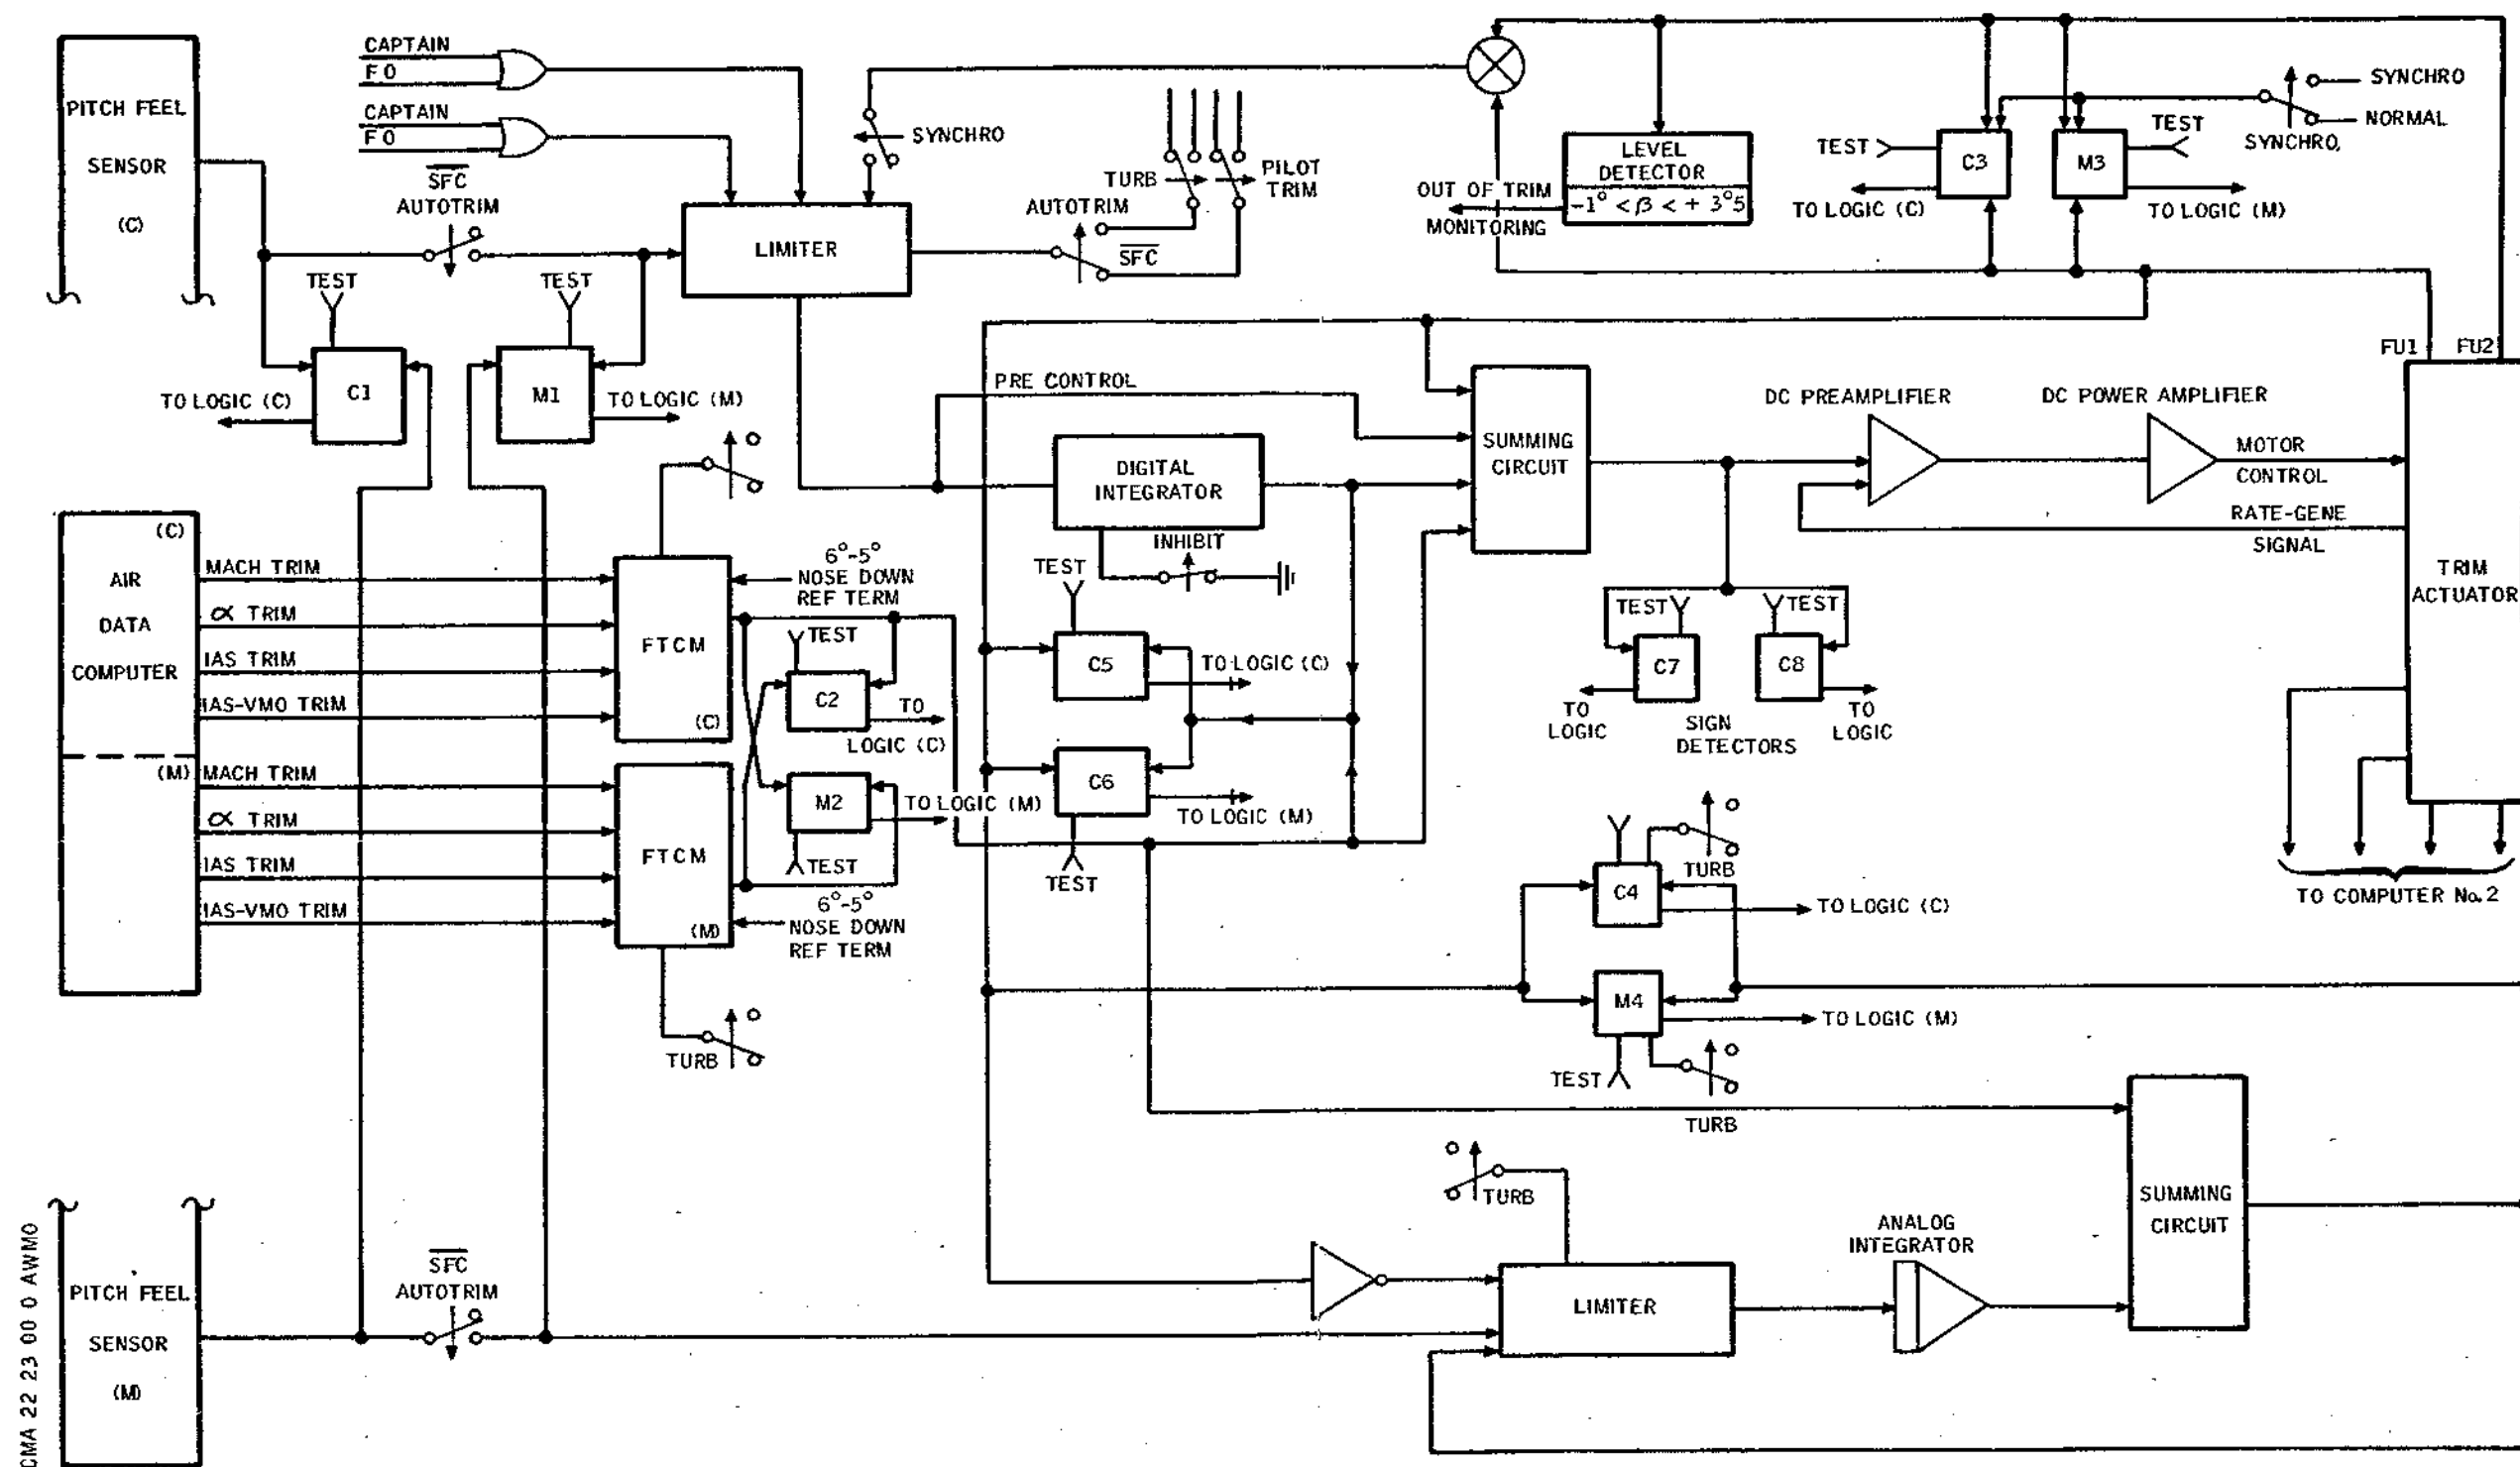 CAPTAIN
F O
CAPTAIN
F O
PITCH FEEL
SENSOR
(C)
SFC
AUTOTRIM
SYNCHRO
LIMITER
AUTOTRIM
SFC
TURB
PILOT
TRIM
OUT OF TRIM
MONITORING
LEVEL
DETECTOR
-1° < β < + 3°5
TEST
C3
TO LOGIC (C)
M3
TEST
TO LOGIC (M)
SYNCHRO
NORMAL
SYNCHRO
TEST
C1
TO LOGIC (C)
TEST
M1
TO LOGIC (M)
PRE CONTROL
DIGITAL
INTEGRATOR
INHIBIT
SUMMING
CIRCUIT
DC PREAMPLIFIER
DC POWER AMPLIFIER
MOTOR
CONTROL
RATE-GENE
SIGNAL
FU1
FU2
TRIM
ACTUATOR
TO COMPUTER No.2
(C)
AIR
DATA
COMPUTER
(M)
MACH TRIM
α TRIM
IAS TRIM
IAS-VMO TRIM
MACH TRIM
α TRIM
IAS TRIM
IAS-VMO TRIM
FTCM
(C)
6°-5°
NOSE DOWN
REF TERM
TEST
C2
TO
LOGIC (C)
FTCM
(M)
M2
TO LOGIC (M)
TEST
6°-5°
NOSE DOWN
REF TERM
TURB
TEST
C5
TO LOGIC (C)
C6
TO LOGIC (M)
TEST
TEST
C7
TO
LOGIC
SIGN
DETECTORS
TEST
C8
TO
LOGIC
TURB
C4
TO LOGIC (C)
M4
TO LOGIC (M)
TEST
TURB
TURB
LIMITER
ANALOG
INTEGRATOR
SUMMING
CIRCUIT
PITCH FEEL
SENSOR
(M)
SFC
AUTOTRIM
CMA 22 23 00 0 AWMO